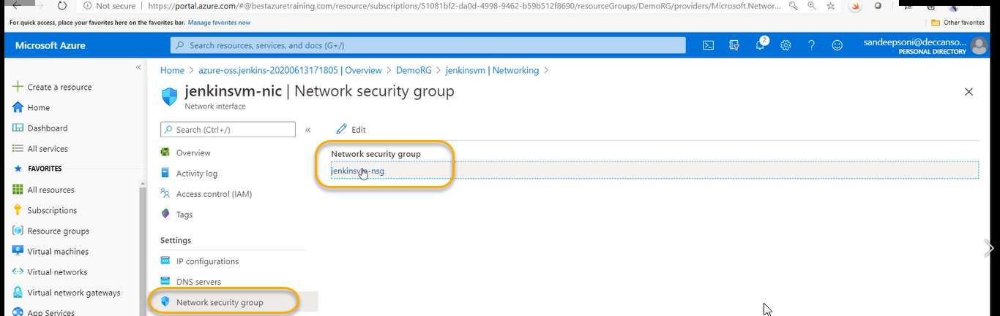 Not secure | https://portal.azure.com/#@bestazuretraining.com/resource/subscriptions/51081bf2-da0d-4998-9462-b59b512f8690/resourceGroups/DemoRG/providers/Microsoft.Networ...
For quick access, place your favorites here on the favorites bar. Manage favorites now
Other favorites
Microsoft Azure
Search resources, services, and docs (G+/)
2
sandeepsoni@deccanso...
PERSONAL DIRECTORY
«
Create a resource
Home
Dashboard
All services
FAVORITES
All resources
Subscriptions
Resource groups
Virtual machines
Virtual networks
Virtual network gateways
App Services
Home > azure-oss.jenkins-20200613171805 | Overview > DemoRG > jenkinsvm | Networking >
jenkinsvm-nic | Network security group
Network interface
Search (Ctrl+/)
«
Overview
Activity log
Access control (IAM)
Tags
Settings
IP configurations
DNS servers
Network security group
Edit
Network security group
jenkinsvm-nsg